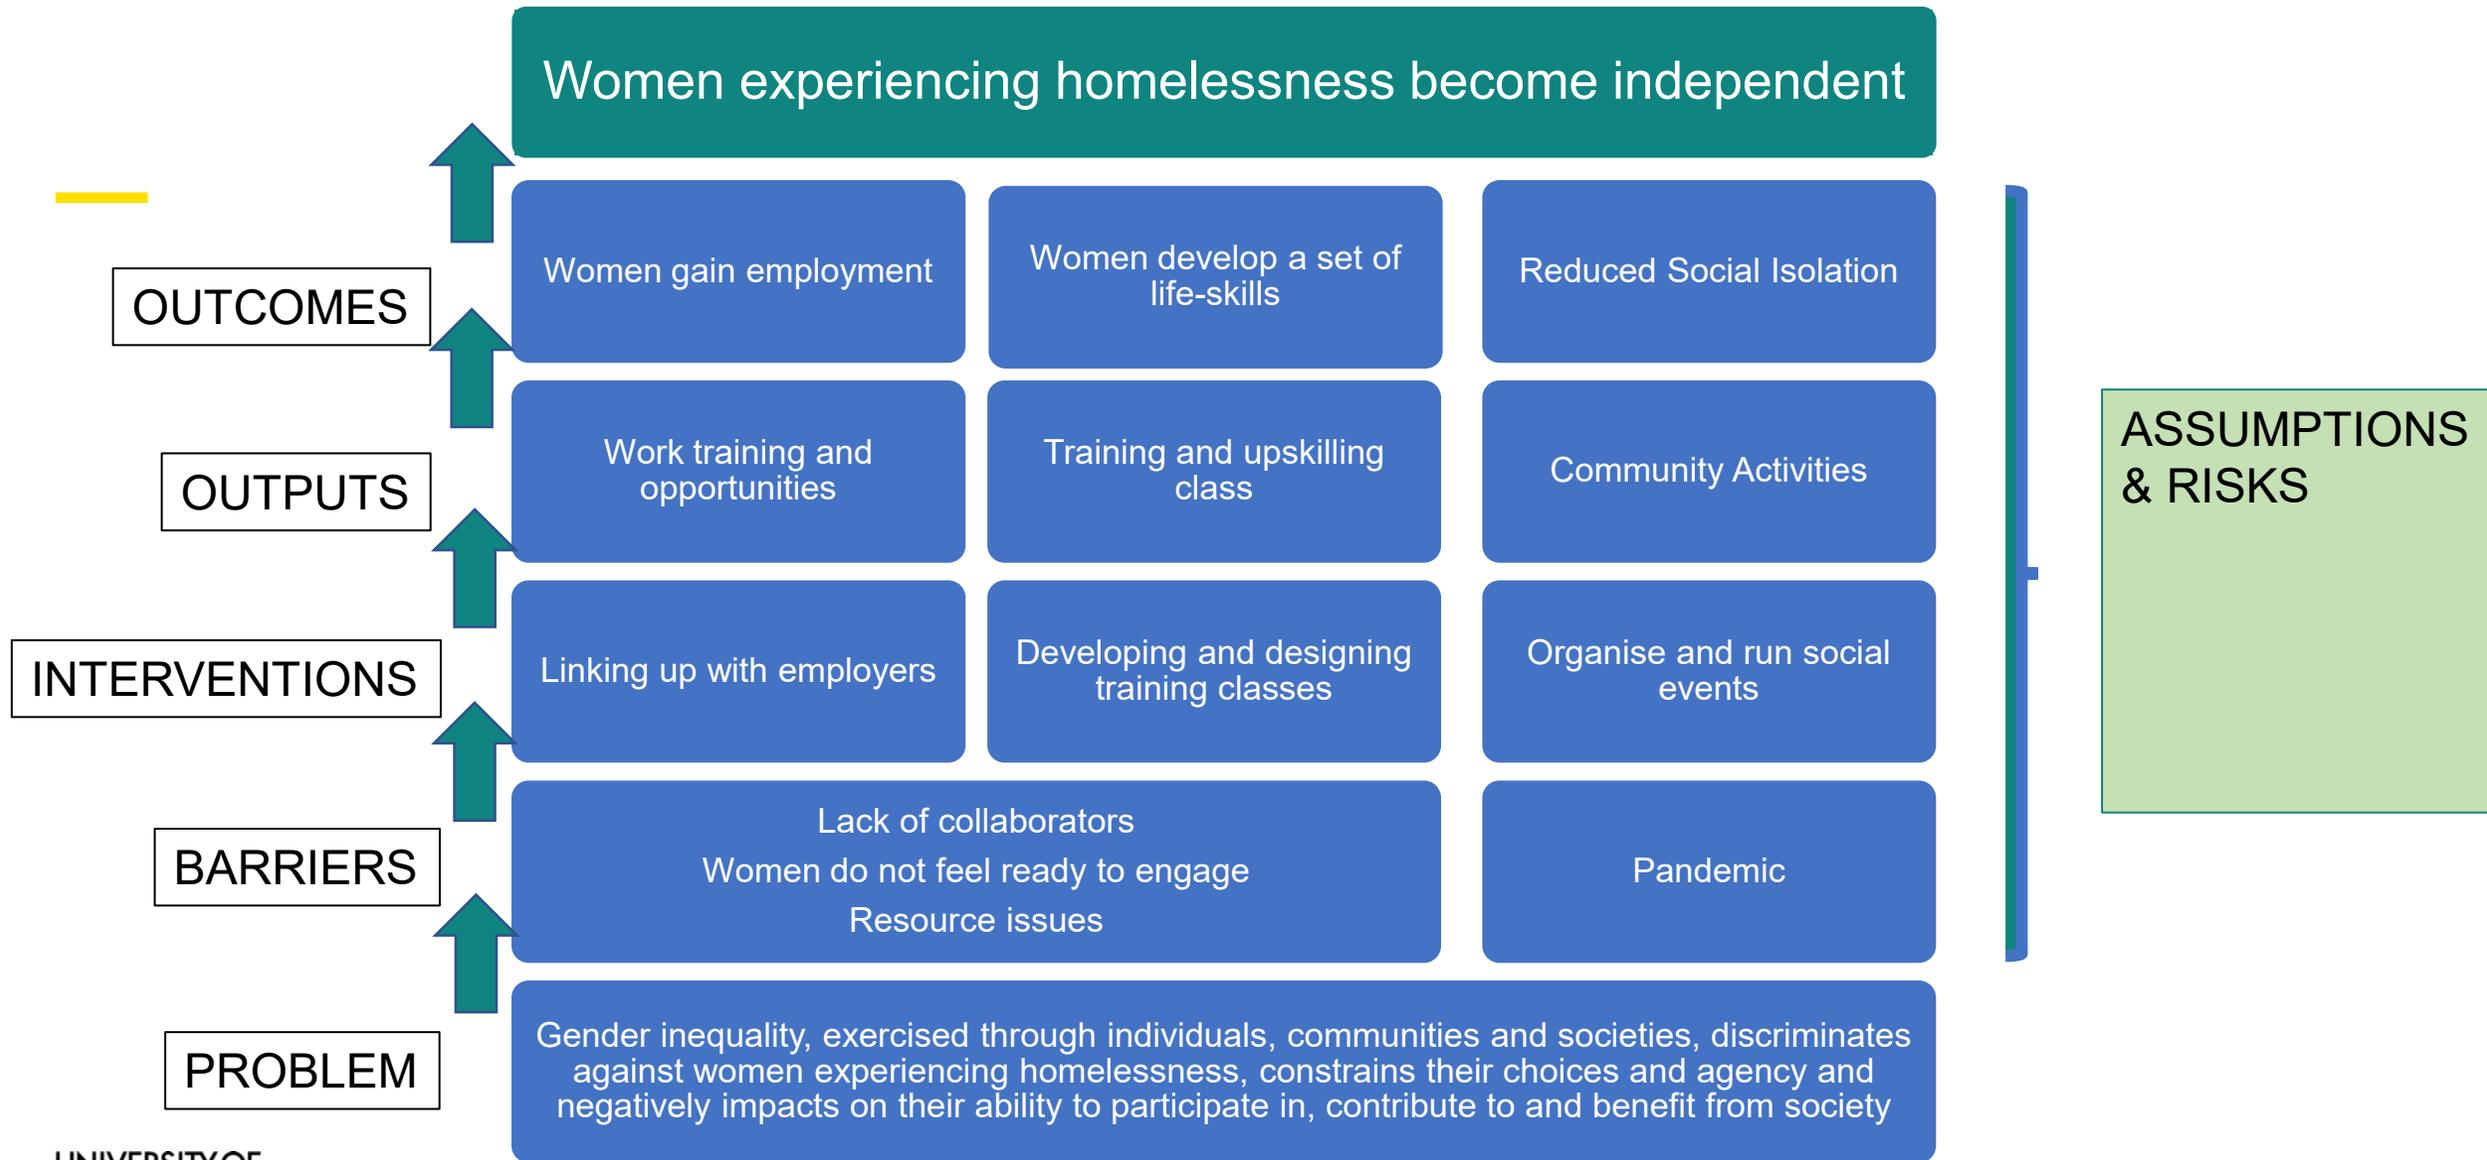 Women experiencing homelessness become independent
OUTCOMES
Women gain employment
Women develop a set of
life-skills
Reduced Social Isolation
OUTPUTS
Work training and
opportunities
Training and upskilling
class
Community Activities
ASSUMPTIONS
& RISKS
INTERVENTIONS
Linking up with employers
Developing and designing
training classes
Organise and run social
events
BARRIERS
Lack of collaborators
Women do not feel ready to engage
Resource issues
Pandemic
PROBLEM
Gender inequality, exercised through individuals, communities and societies, discriminates
against women experiencing homelessness, constrains their choices and agency and
negatively impacts on their ability to participate in, contribute to and benefit from society
UNIVERSITY OF